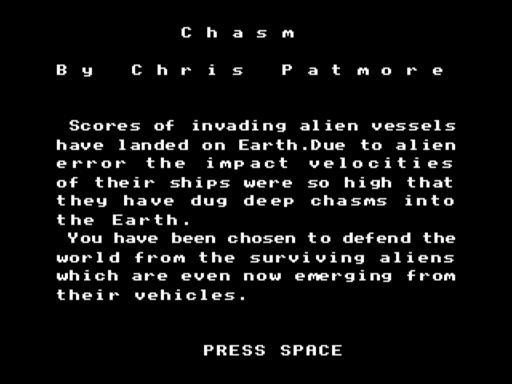 Chasm
By Chris Patmore
Scores of invading alien vessels
have landed on Earth.Due to alien
error the impact velocities
of their ships were so high that
they have dug deep chasms into
the Earth.
You have been chosen to defend the
world from the surviving aliens
which are even now emerging from
their vehicles.
PRESS SPACE